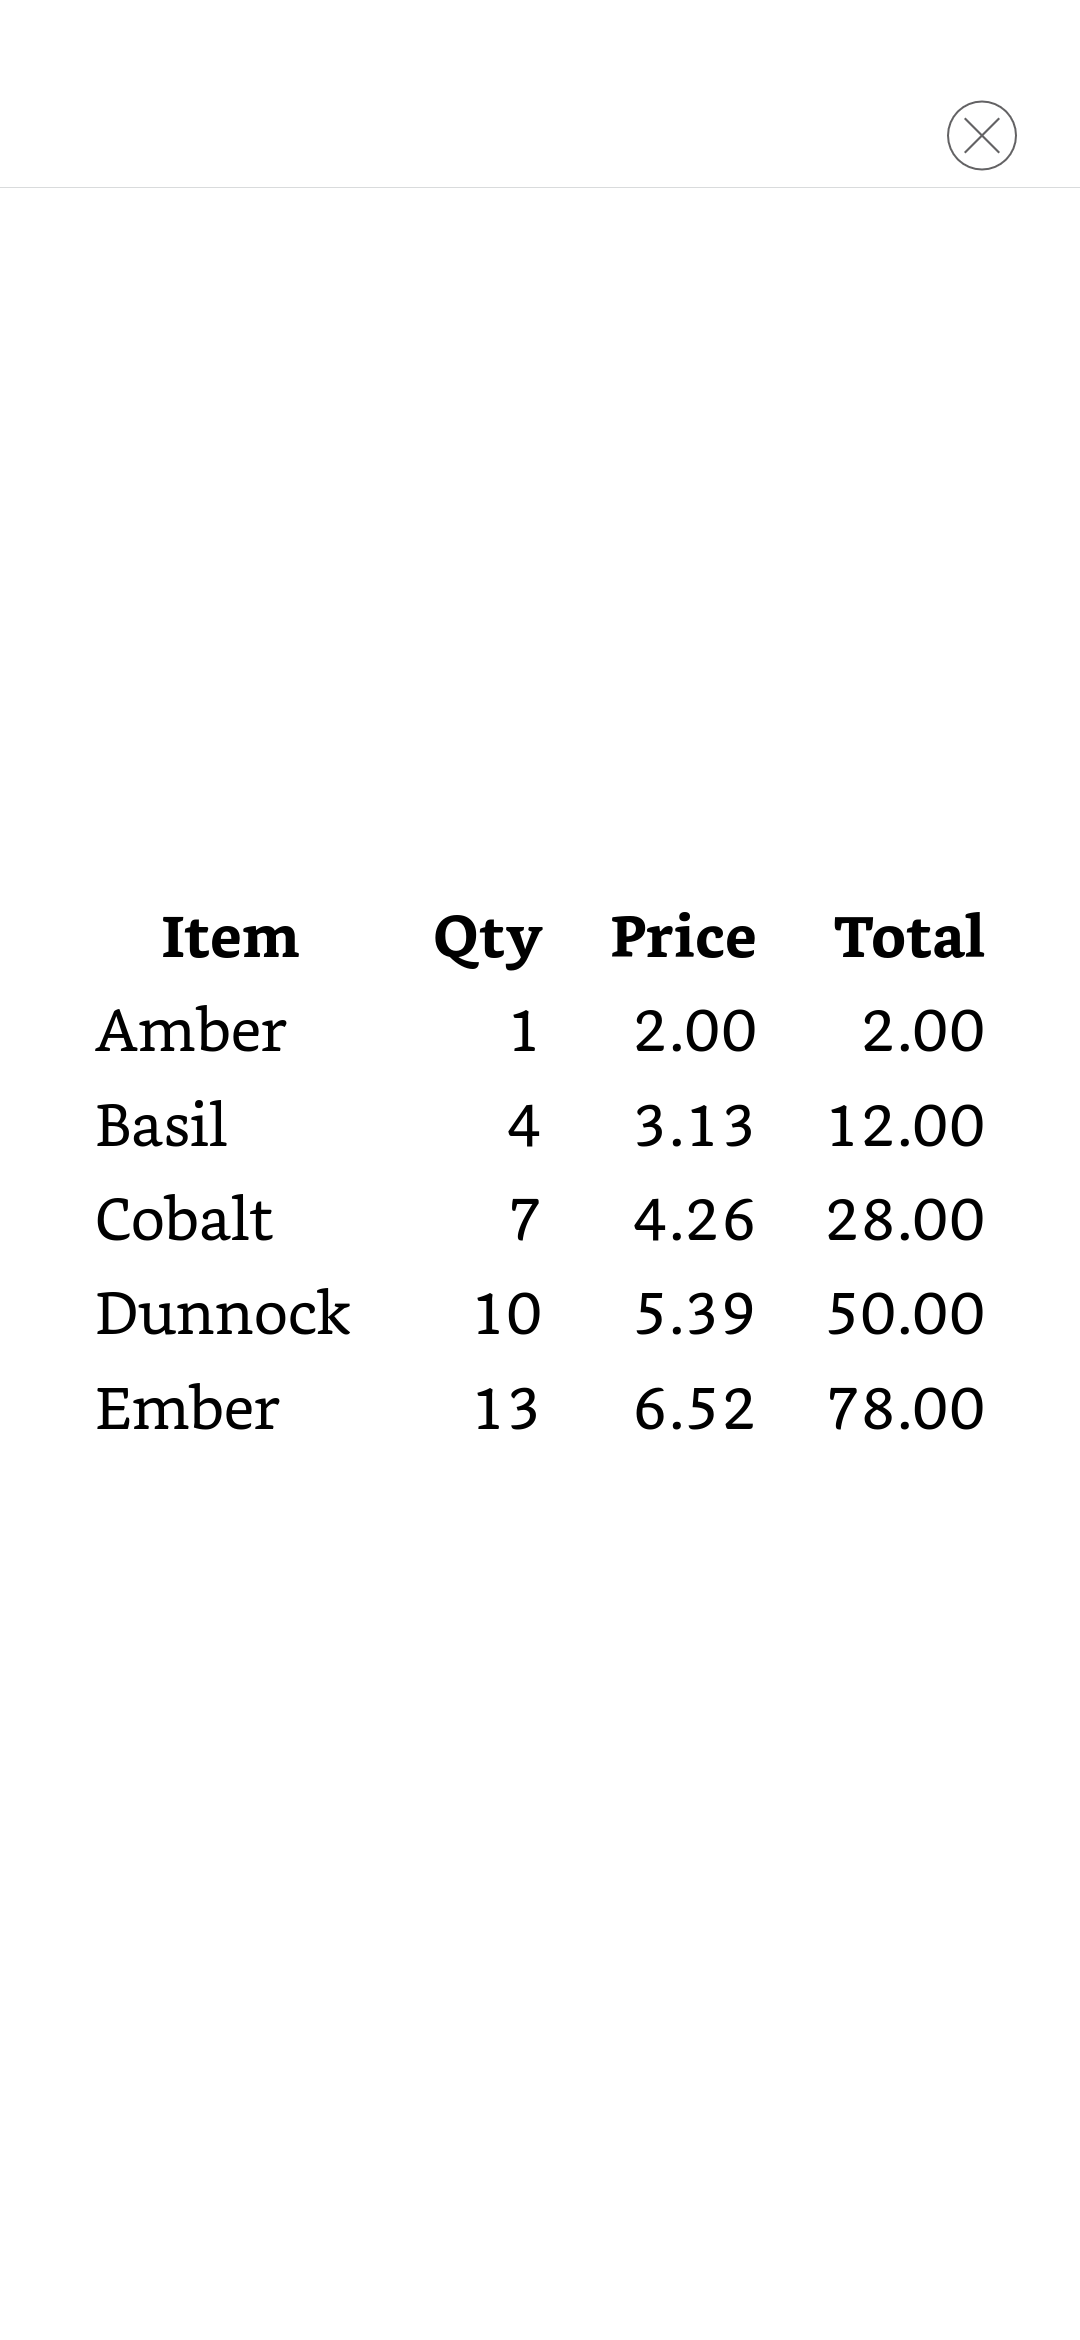 Item Qty Price Total
Amber 1 2.00 2.00
Basil 4 3.13 12.00
Cobalt 7 4.26 28.00
Dunnock 10 5.39 50.00
Ember 13 6.52 78.00